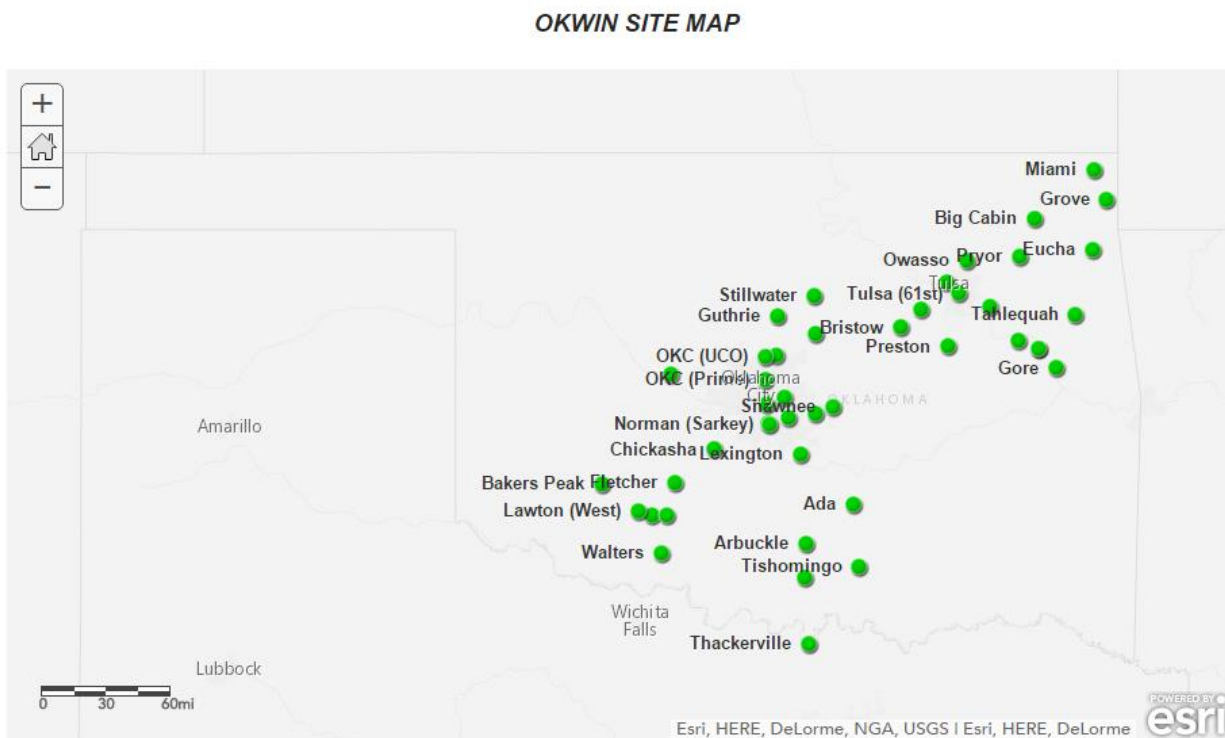 OKWIN SITE MAP
+
−
Miami
Grove
Big Cabin
Eucha
Owasso
Pryor
Tulsa
Stillwater
Tulsa (61st)
Guthrie
Tahlequah
Bristow
Preston
OKC (UCO)
Gore
OKC (Prime)
Oklahoma
City
OKLAHOMA
Shawnee
Amarillo
Norman (Sarkey)
Chickasha
Lexington
Bakers Peak
Fletcher
Lawton (West)
Ada
Arbuckle
Walters
Tishomingo
Wichita
Falls
Thackerville
Lubbock
0 30 60mi
POWERED BY
esri
Esri, HERE, DeLorme, NGA, USGS | Esri, HERE, DeLorme